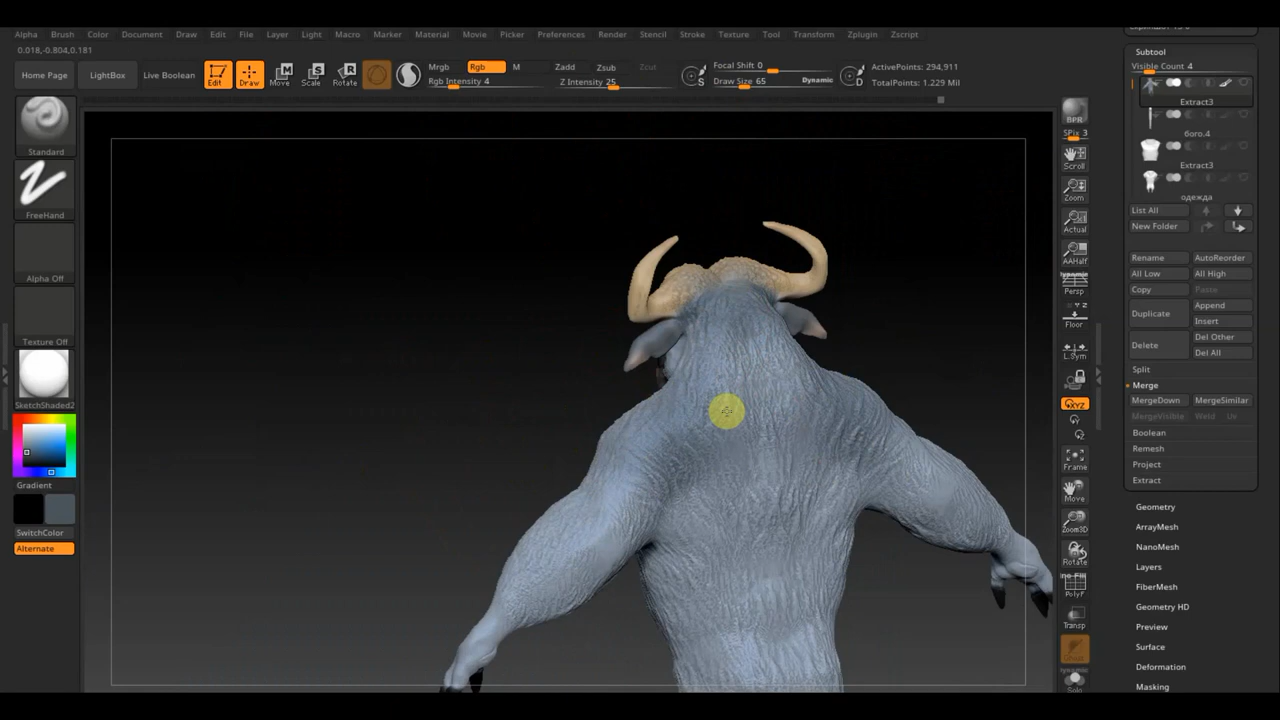 Alpha Brush Color Document Draw Edit File Layer Light Macro Marker Material Movie Picker Preferences Render Stencil Stroke Texture Tool Transform Zplugin Zscript
0.018,-0.804,0.181
Home Page
LightBox
Live Boolean
Edit
Draw
Move
Scale
Rotate
Mrgb
Rgb
M
Rgb Intensity 4
Zadd
Zsub
Zcut
Z Intensity 25
Focal Shift 0
Draw Size 65
Dynamic
ActivePoints: 294,911
TotalPoints: 1.229 Mil
Standard
FreeHand
Alpha Off
Texture Off
SketchShaded2
Gradient
SwitchColor
Alternate
BPR
SPix 3
Scroll
Zoom
Actual
AAHalf
Persp
Floor
L.Sym
XYZ
Frame
Move
Zoom3D
Rotate
PolyF
Transp
Solo
Subtool
Visible Count 4
Extract3
бого.4
Extract3
одежда
List All
New Folder
Rename AutoReorder
All Low All High
Copy Paste
Duplicate
Append
Insert
Delete
Del Other
Del All
Split
Merge
MergeDown MergeSimilar
MergeVisible Weld Uv
Boolean
Remesh
Project
Extract
Geometry
ArrayMesh
NanoMesh
Layers
FiberMesh
Geometry HD
Preview
Surface
Deformation
Masking